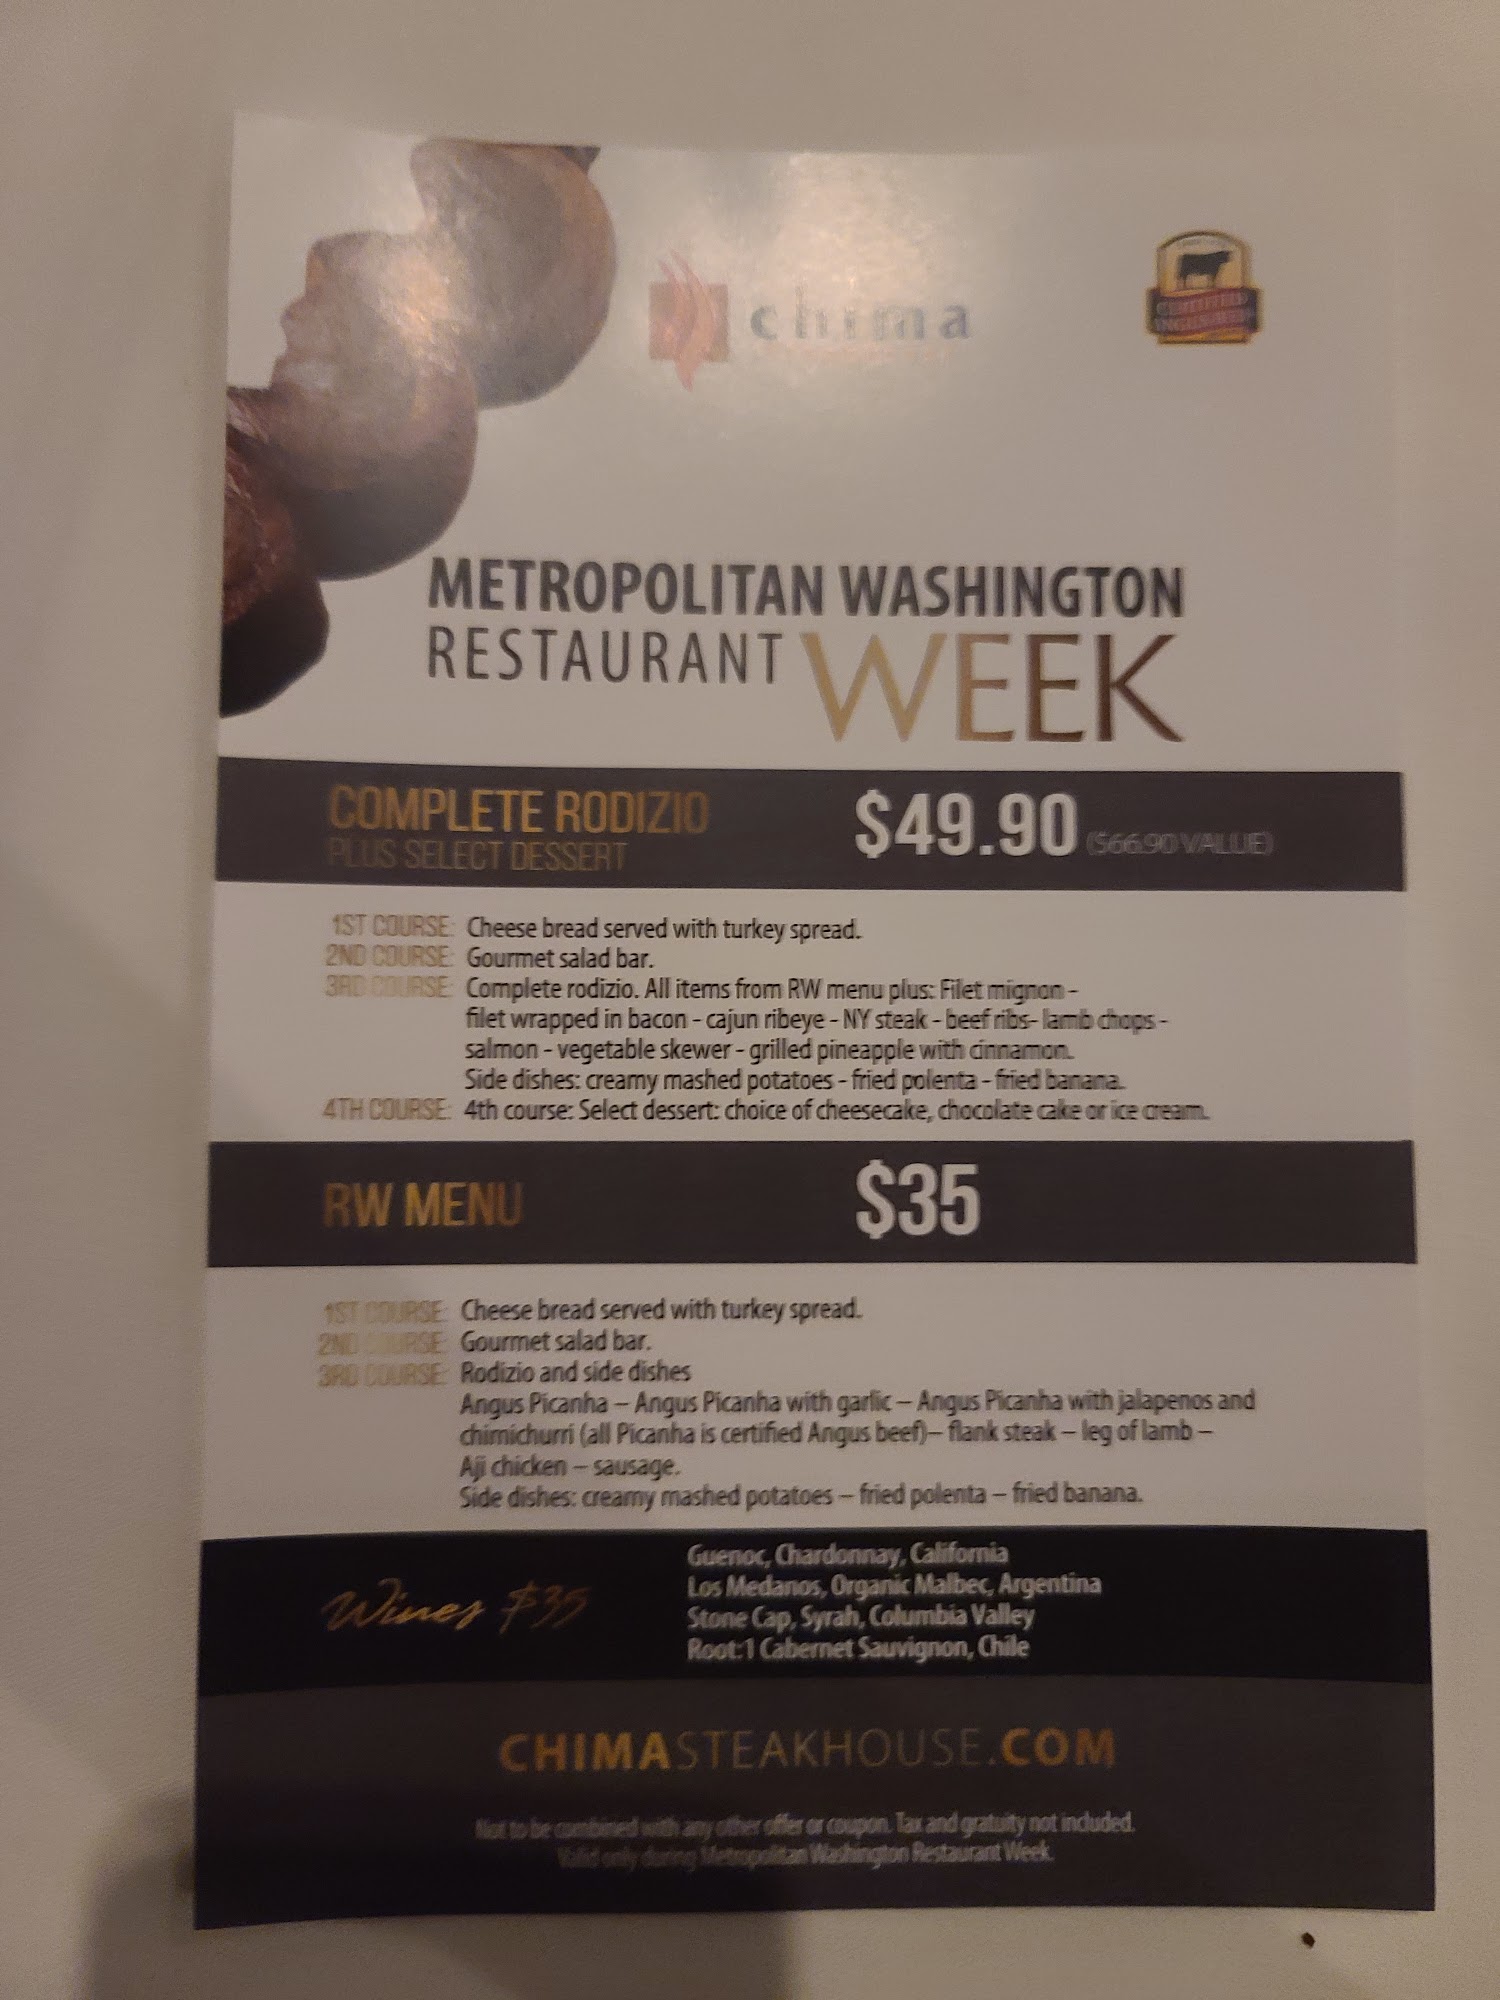 chima
CERTIFIED
ANGUS BEEF
METROPOLITAN WASHINGTON
RESTAURANT WEEK
COMPLETE RODIZIO
PLUS SELECT DESSERT
$49.90 ($66.90 VALUE)
1ST COURSE: Cheese bread served with turkey spread.
2ND COURSE: Gourmet salad bar.
3RD COURSE: Complete rodizio. All items from RW menu plus: Filet mignon -
filet wrapped in bacon - cajun ribeye - NY steak - beef ribs- lamb chops -
salmon - vegetable skewer - grilled pineapple with cinnamon.
Side dishes: creamy mashed potatoes - fried polenta - fried banana.
4TH COURSE: 4th course: Select dessert: choice of cheesecake, chocolate cake or ice cream.
RW MENU $35
1ST COURSE: Cheese bread served with turkey spread.
2ND COURSE: Gourmet salad bar.
3RD COURSE: Rodizio and side dishes
Angus Picanha – Angus Picanha with garlic – Angus Picanha with jalapenos and
chimichurri (all Picanha is certified Angus beef)– flank steak – leg of lamb –
Aji chicken – sausage.
Side dishes: creamy mashed potatoes – fried polenta – fried banana.
Wines $35
Guenoc, Chardonnay, California
Los Medanos, Organic Malbec, Argentina
Stone Cap, Syrah, Columbia Valley
Root:1 Cabernet Sauvignon, Chile
CHIMASTEAKHOUSE.COM
Not to be combined with any other offer or coupon. Tax and gratuity not included.
Valid only during Metropolitan Washington Restaurant Week.